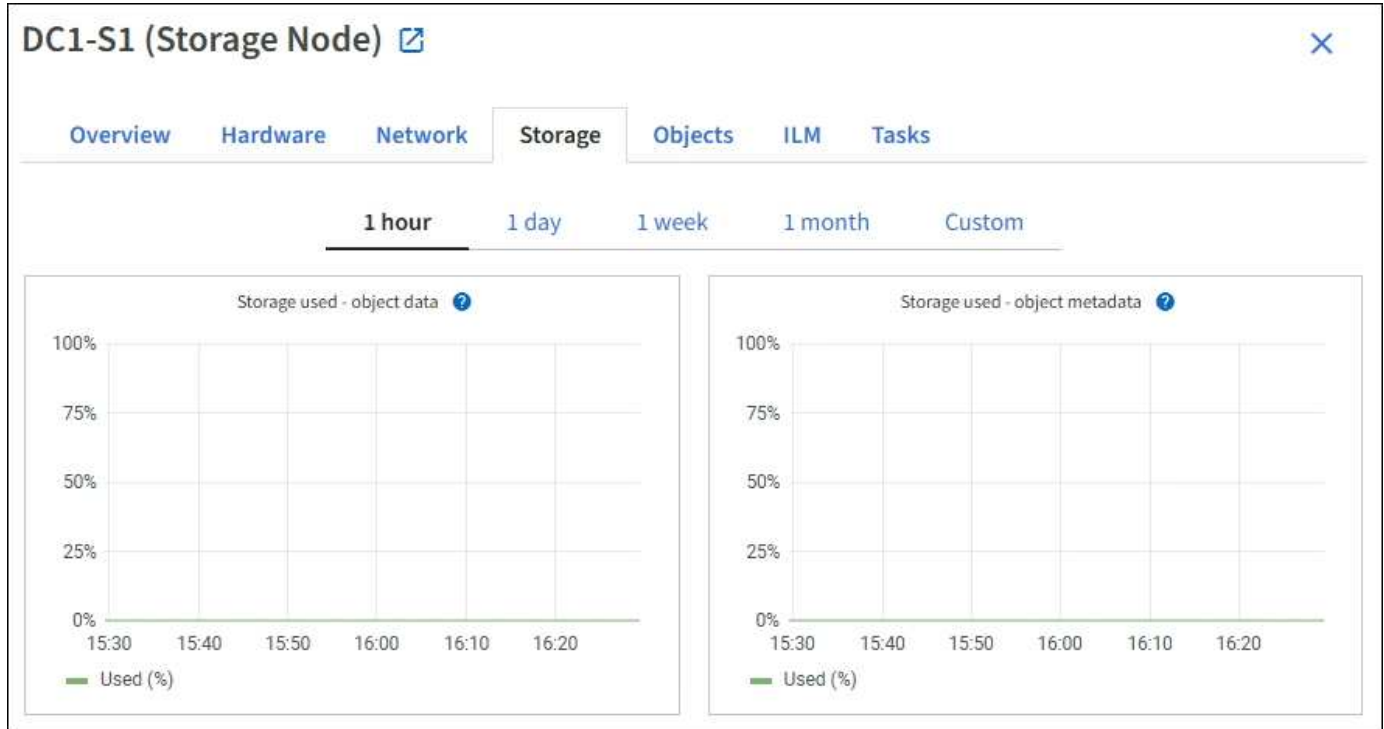 DC1-S1 (Storage Node)
Overview Hardware Network Storage Objects ILM Tasks
1 hour 1 day 1 week 1 month Custom
Storage used - object data ?
100%
75%
50%
25%
0%
15:30 15:40 15:50 16:00 16:10 16:20
Used (%)
Storage used - object metadata ?
100%
75%
50%
25%
0%
15:30 15:40 15:50 16:00 16:10 16:20
Used (%)